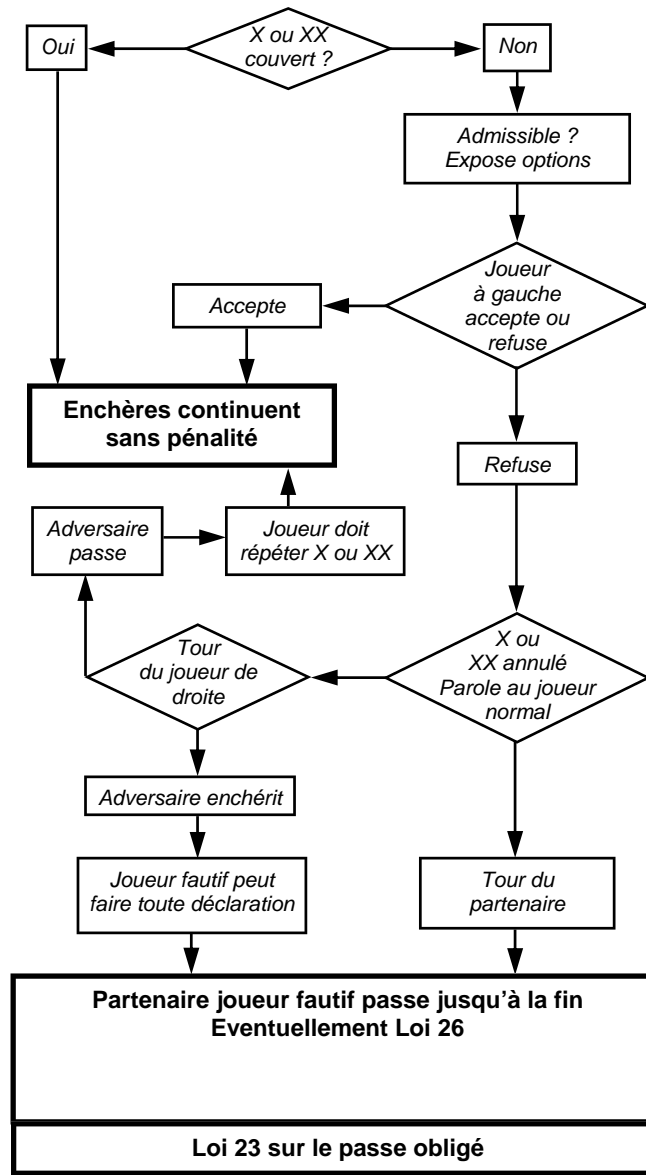 X ou XX
couvert ?
Oui
Non
Admissible ?
Expose options
Joueur
à gauche
accepte ou
refuse
Accepte
Enchères continuent
sans pénalité
Refuse
Adversaire
passe
Joueur doit
répéter X ou XX
X ou
XX annulé
Parole au joueur
normal
Tour
du joueur de
droite
Adversaire enchérit
Joueur fautif peut
faire toute déclaration
Tour du
partenaire
Partenaire joueur fautif passe jusqu’à la fin
Eventuellement Loi 26
Loi 23 sur le passe obligé